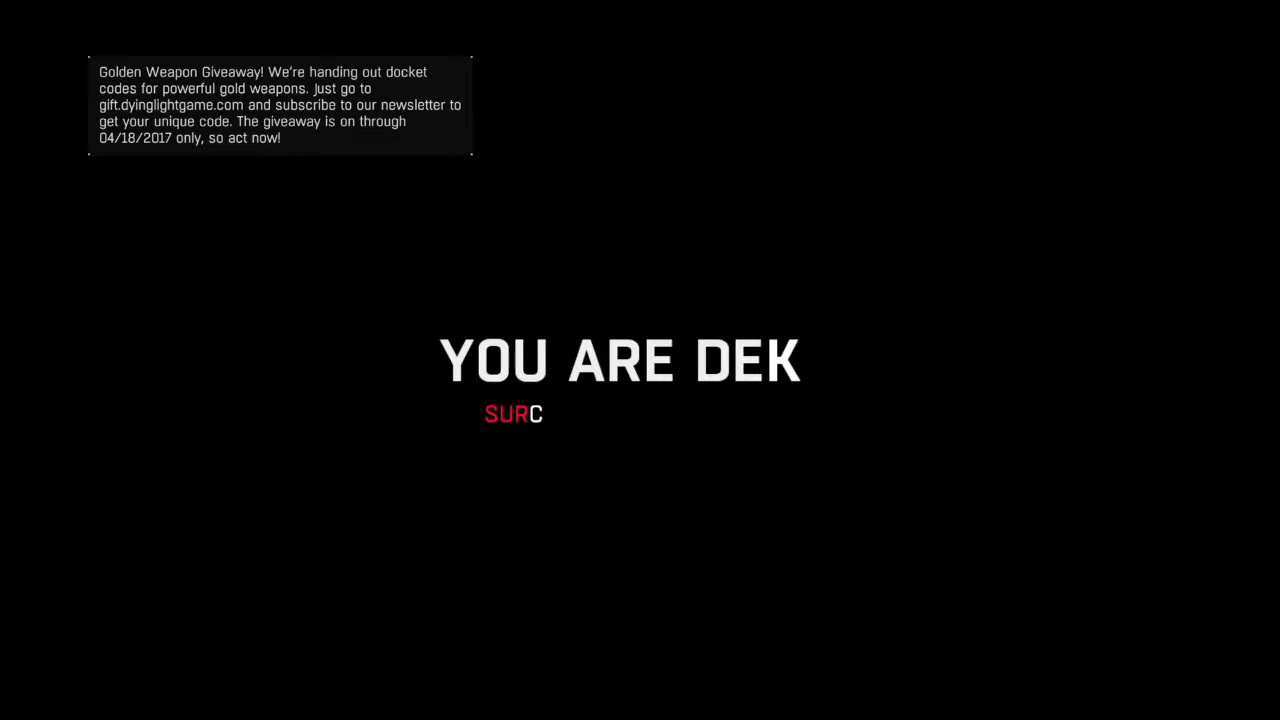 Golden Weapon Giveaway! We're handing out docket
codes for powerful gold weapons. Just go to
gift.dyinglightgame.com and subscribe to our newsletter to
get your unique code. The giveaway is on through
04/18/2017 only, so act now!
YOU ARE DEK
SURC